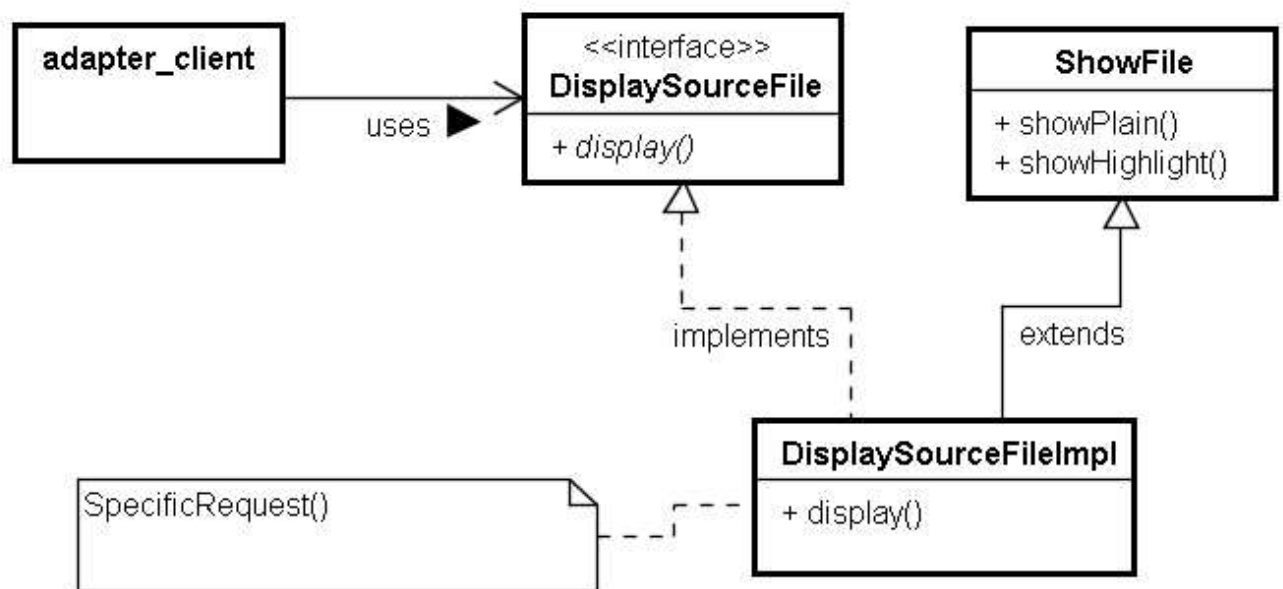 adapter_client
uses
<<interface>>
DisplaySourceFile
+ display()
ShowFile
+ showPlain()
+ showHighlight()
implements
extends
DisplaySourceFileImpl
+ display()
SpecificRequest()